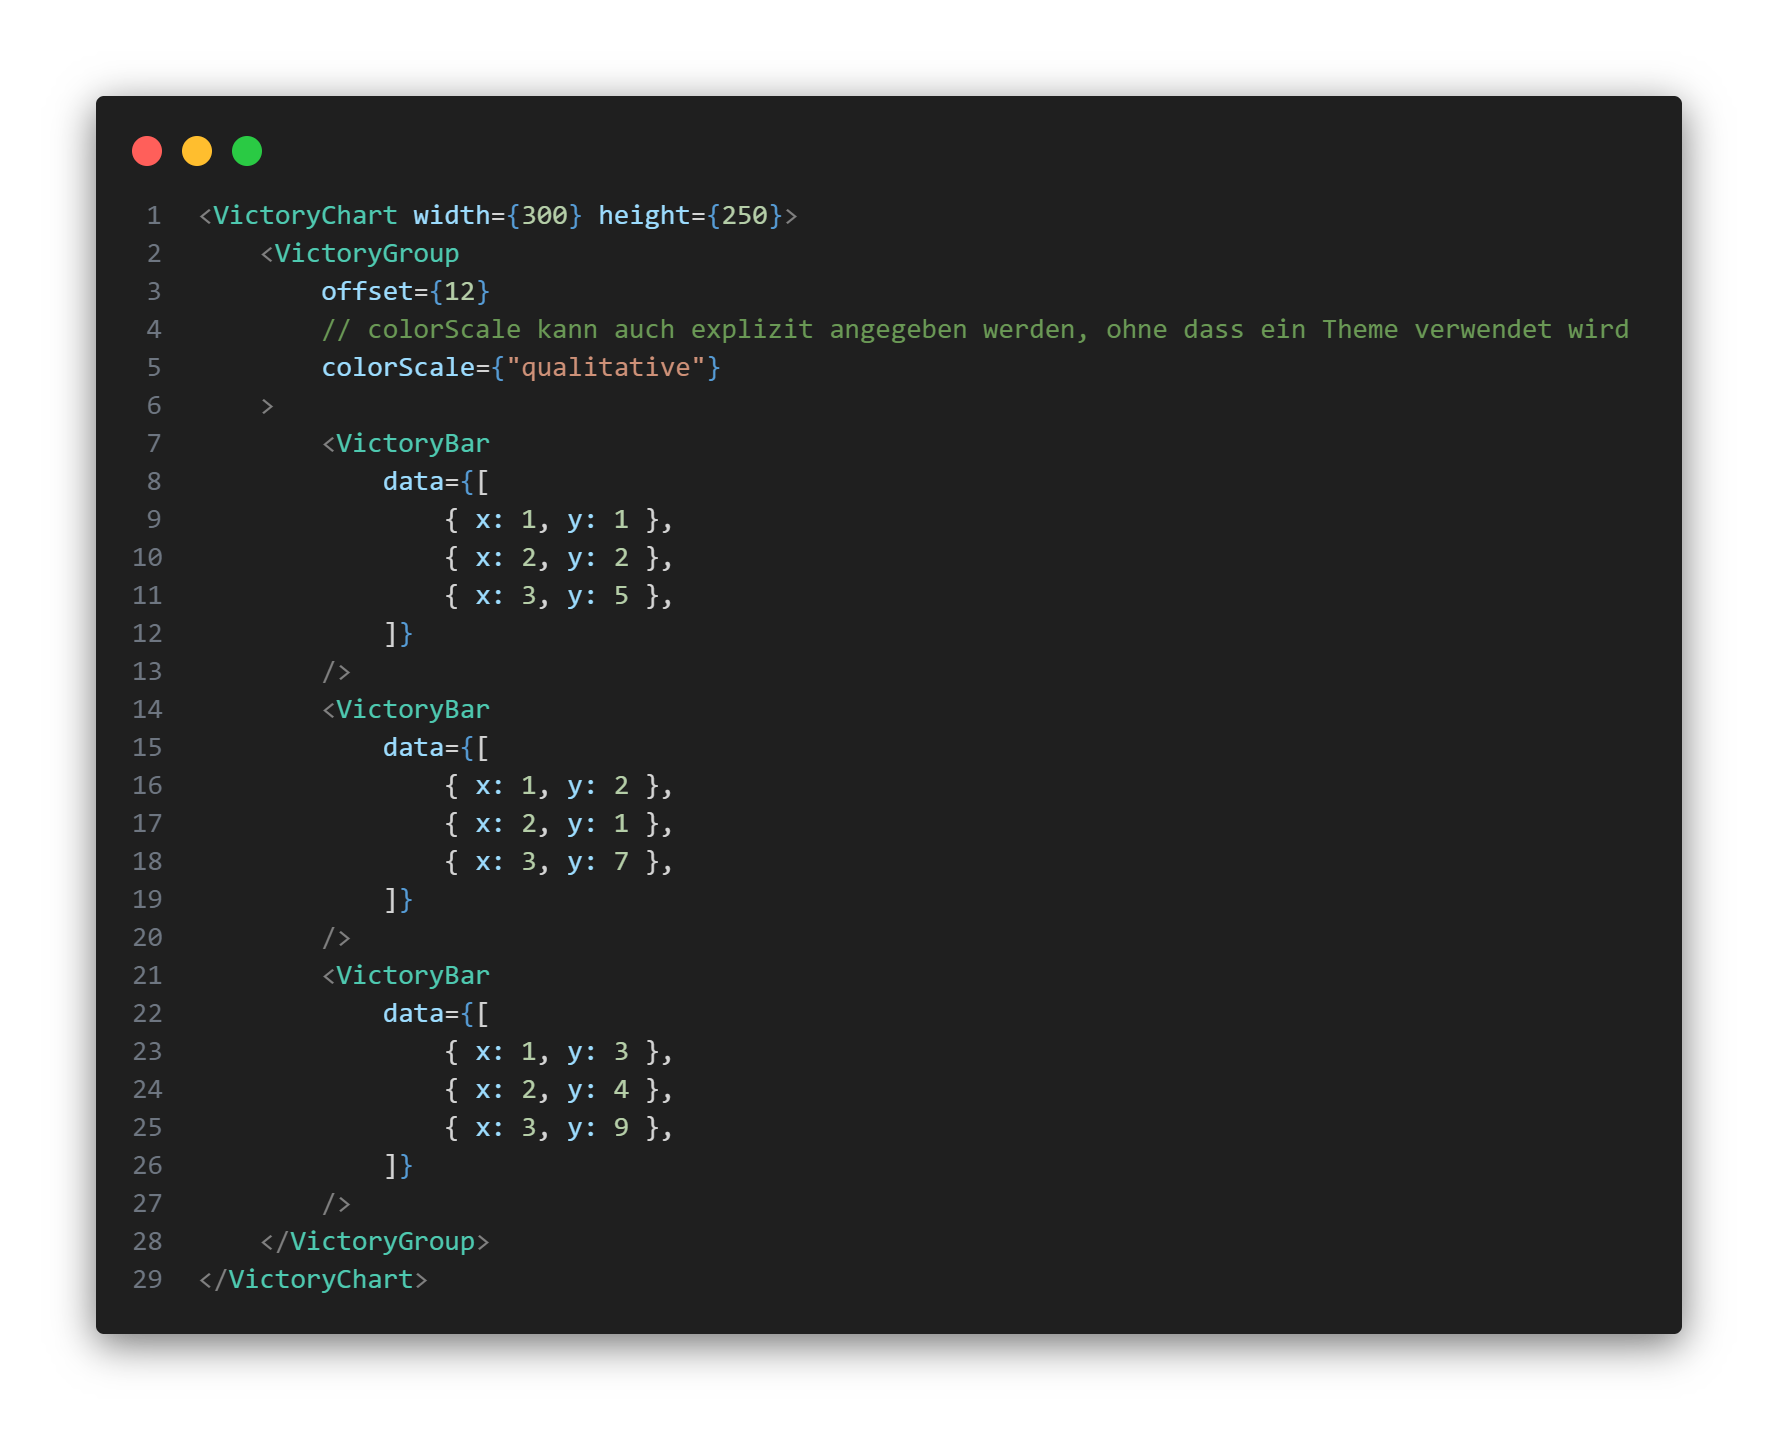 1 <VictoryChart width={300} height={250}>
2     <VictoryGroup
3         offset={12}
4         // colorScale kann auch explizit angegeben werden, ohne dass ein Theme verwendet wird
5         colorScale={"qualitative"}
6     >
7         <VictoryBar
8             data={[
9                 { x: 1, y: 1 },
10                 { x: 2, y: 2 },
11                 { x: 3, y: 5 },
12             ]}
13         />
14         <VictoryBar
15             data={[
16                 { x: 1, y: 2 },
17                 { x: 2, y: 1 },
18                 { x: 3, y: 7 },
19             ]}
20         />
21         <VictoryBar
22             data={[
23                 { x: 1, y: 3 },
24                 { x: 2, y: 4 },
25                 { x: 3, y: 9 },
26             ]}
27         />
28     </VictoryGroup>
29 </VictoryChart>